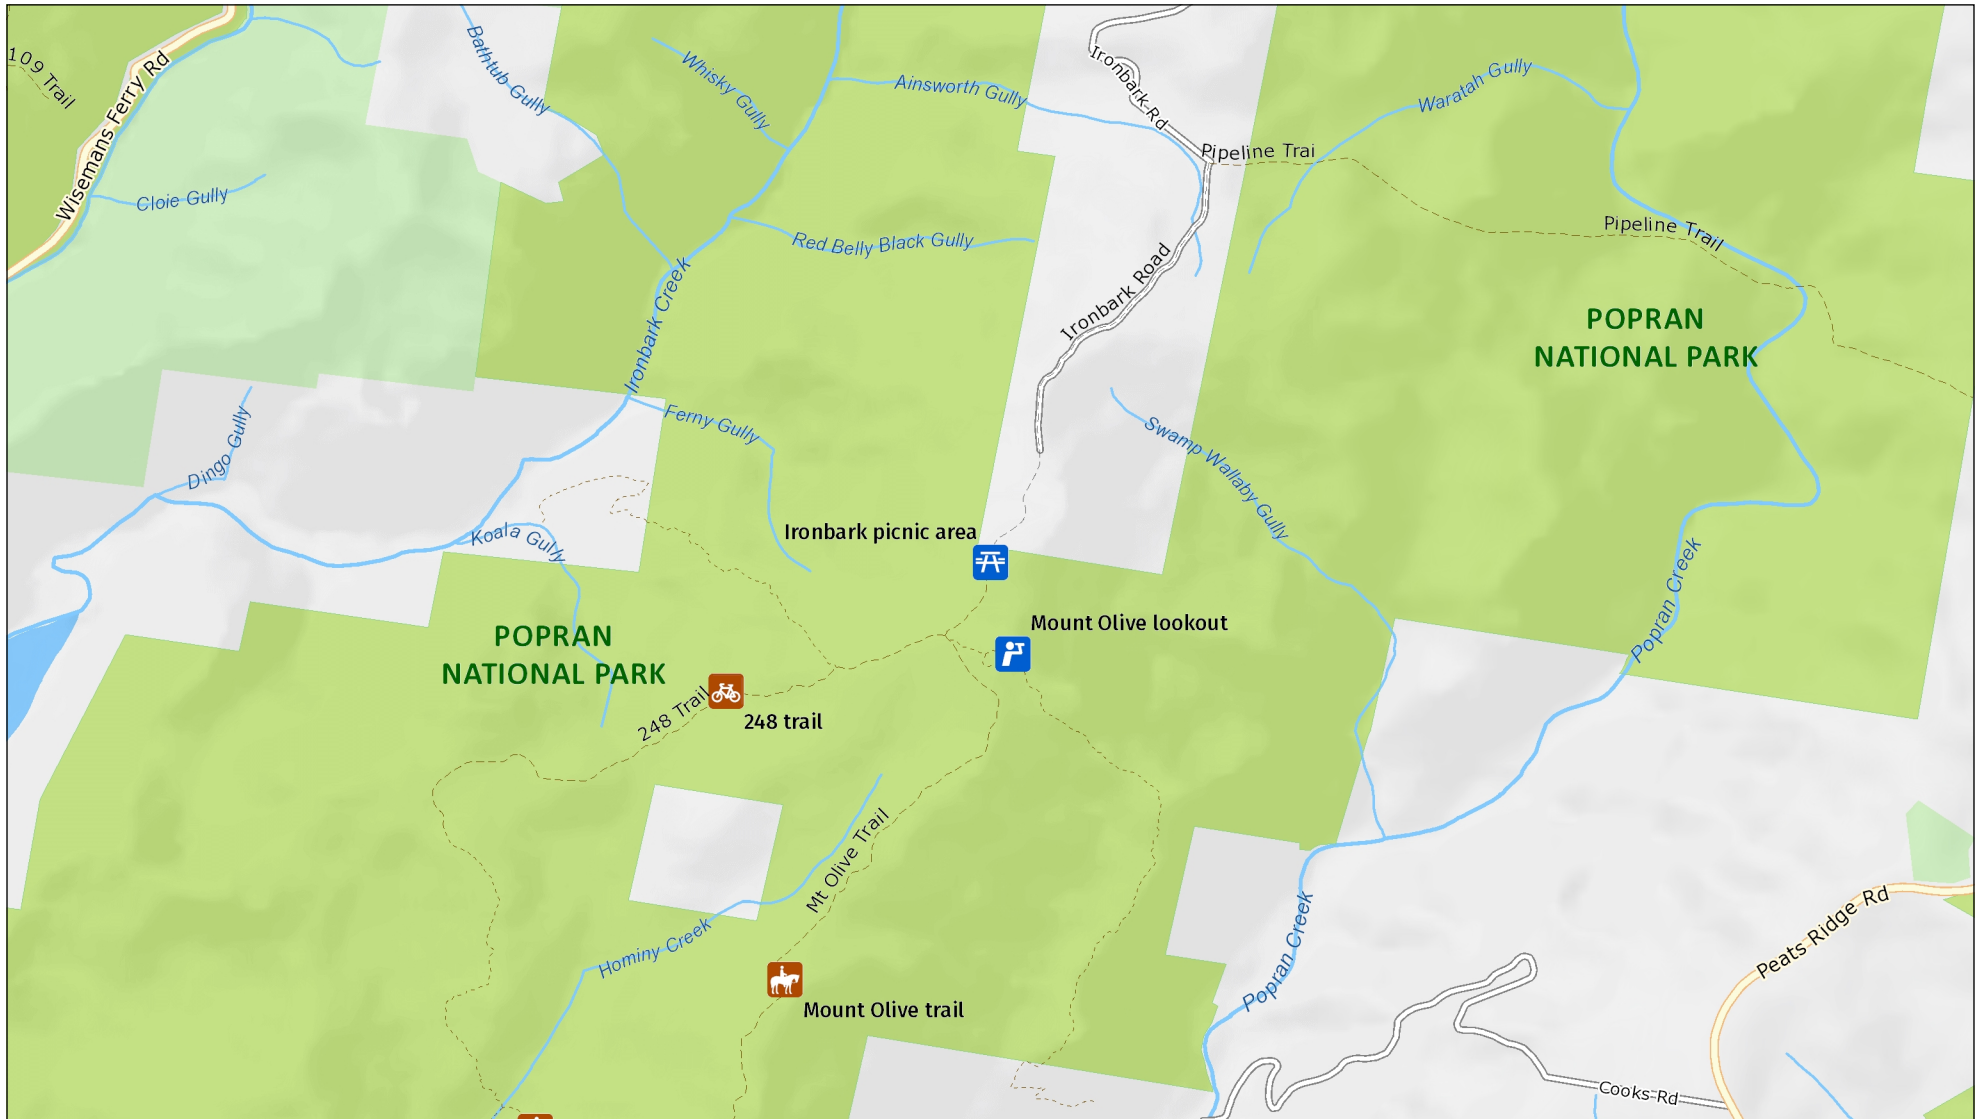 109 Trail
Wisemans Ferry Rd
Bathtub Gully
Whisky Gully
Ainsworth Gully
Ironbark Rd
Waratah Gully
Pipeline Trai
Cloie Gully
Red Belly Black Gully
Pipeline Trail
Ironbark Creek
Ironbark Road
POPRAN
NATIONAL PARK
Dingo Gully
Ferny Gully
Swamp Wallaby Gully
Koala Gully
Ironbark picnic area
Popran Creek
Mount Olive lookout
POPRAN
NATIONAL PARK
248 Trail
248 trail
Mt Olive Trail
Hominy Creek
Popran Creek
Peats Ridge Rd
Mount Olive trail
Cooks Rd